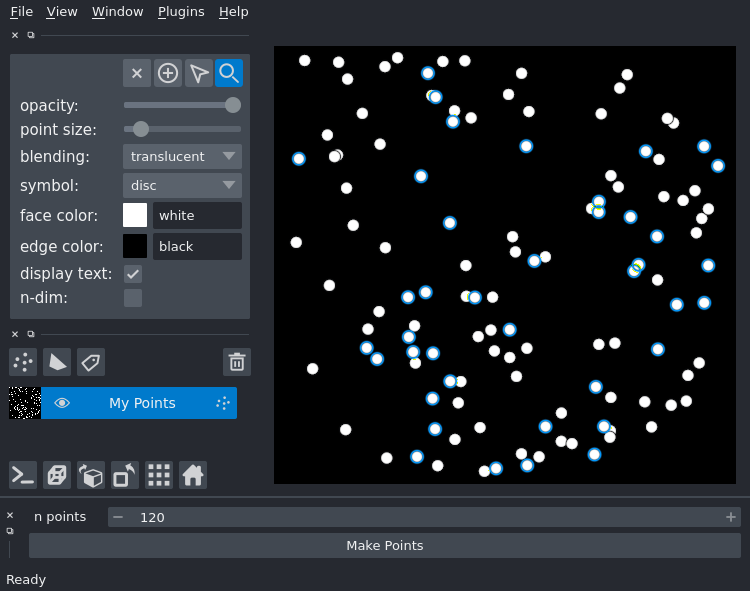 File View Window Plugins Help
opacity:
point size:
blending: translucent
symbol: disc
face color: white
edge color: black
display text:
n-dim:
My Points
n points 120
Make Points
Ready